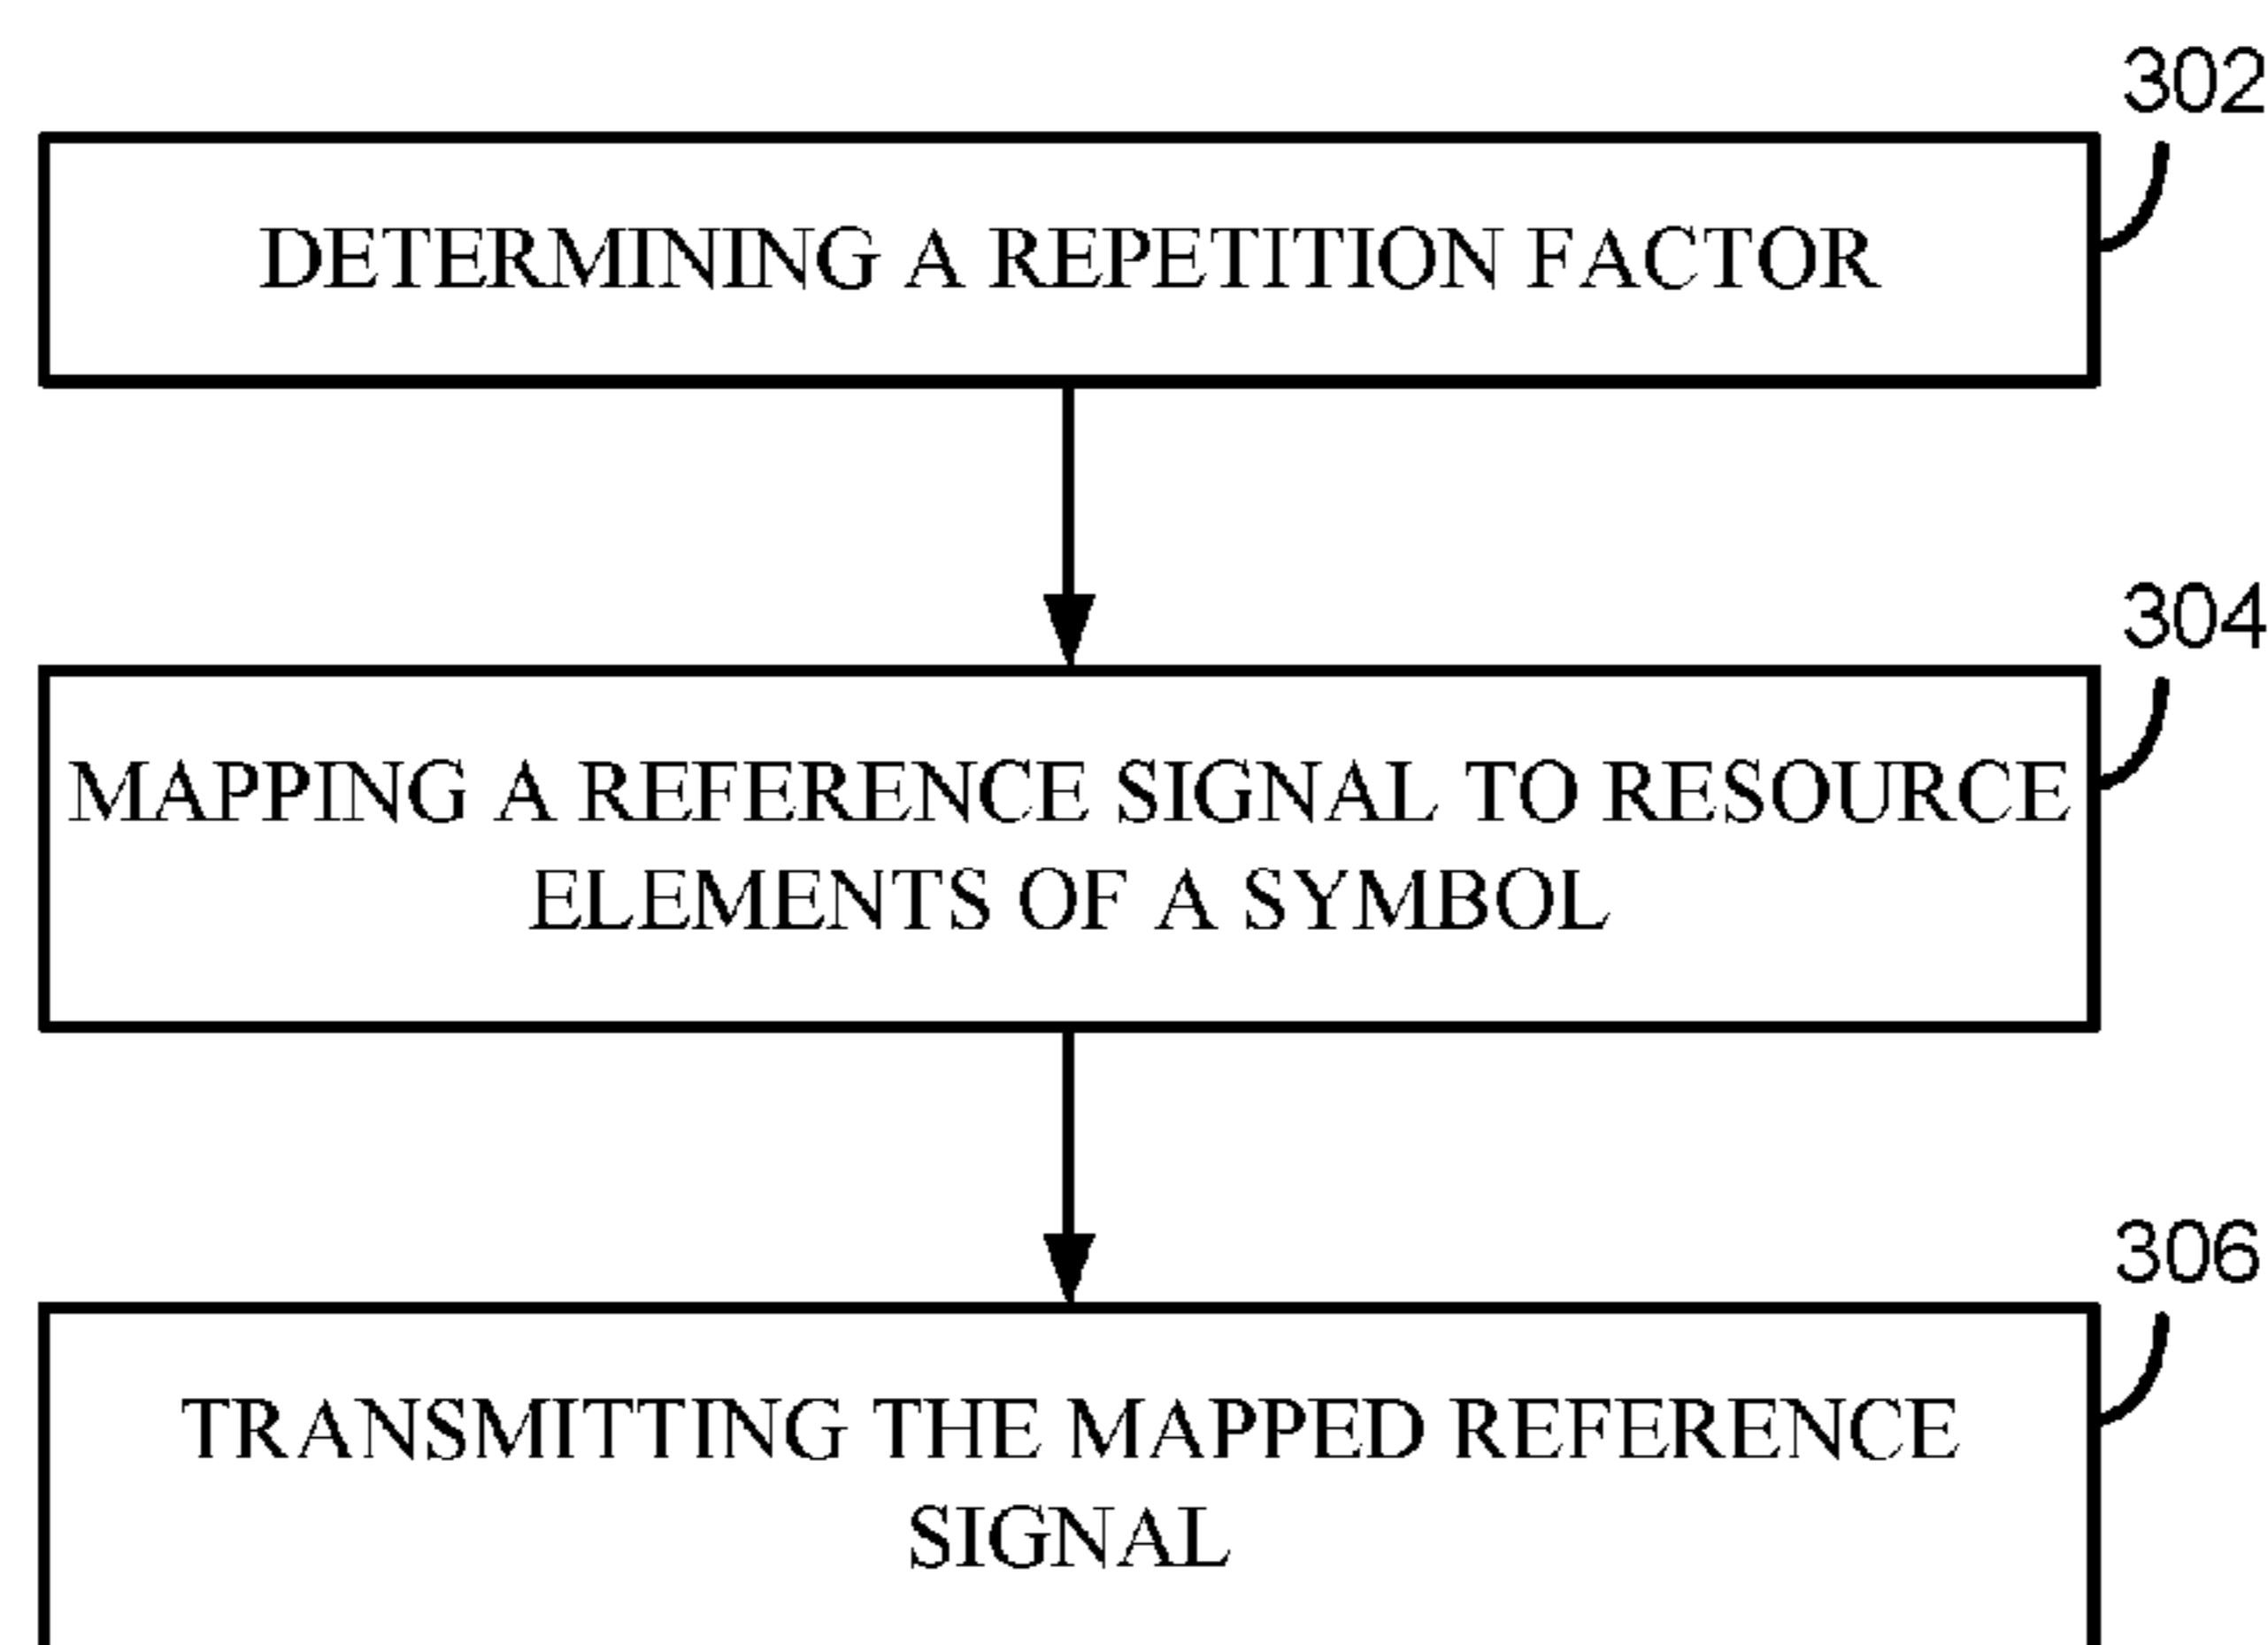 302
DETERMINING A REPETITION FACTOR
304
MAPPING A REFERENCE SIGNAL TO RESOURCE
ELEMENTS OF A SYMBOL
306
TRANSMITTING THE MAPPED REFERENCE
SIGNAL